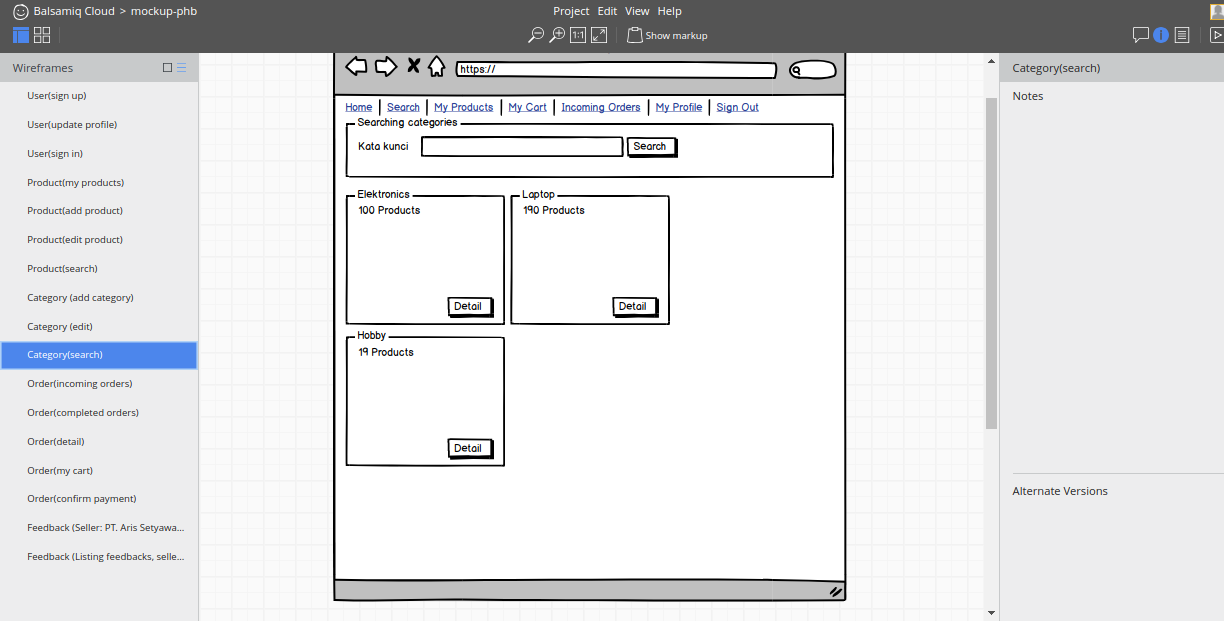 Balsamiq Cloud > mockup-phb
Project Edit View Help
1:1
Show markup
Wireframes
User(sign up)
User(update profile)
User(sign in)
Product(my products)
Product(add product)
Product(edit product)
Product(search)
Category (add category)
Category (edit)
Category(search)
Order(incoming orders)
Order(completed orders)
Order(detail)
Order(my cart)
Order(confirm payment)
Feedback (Seller: PT. Aris Setyawa...
Feedback (Listing feedbacks, selle...
https://
Home Search My Products My Cart Incoming Orders My Profile Sign Out
Searching categories
Kata kunci Search
Elektronics
100 Products
Detail
Laptop
190 Products
Detail
Hobby
19 Products
Detail
Category(search)
Notes
Alternate Versions